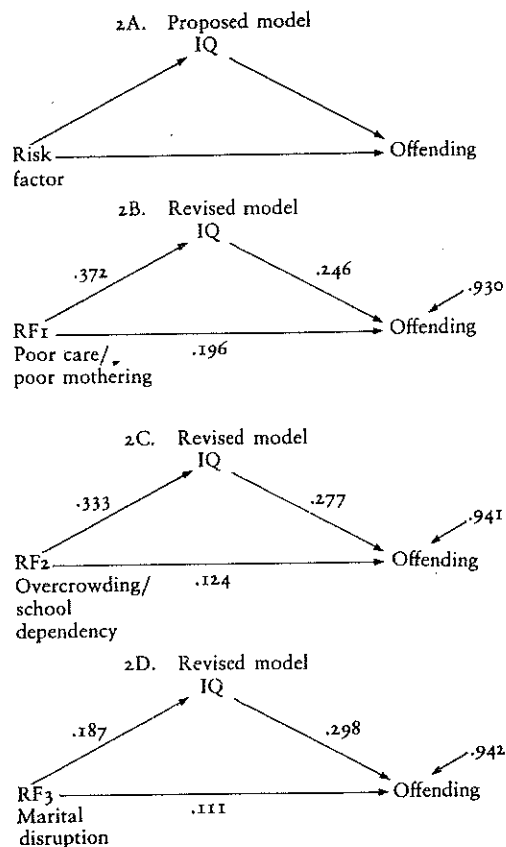 2A. Proposed model
IQ
Risk factor
Offending
2B. Revised model
IQ
.372
.246
.930
RF1
Offending
.196
Poor care/
poor mothering
2C. Revised model
IQ
.333
.277
.941
RF2
Offending
.124
Overcrowding/
school
dependency
2D. Revised model
IQ
.187
.298
.942
RF3
Offending
.111
Marital
disruption